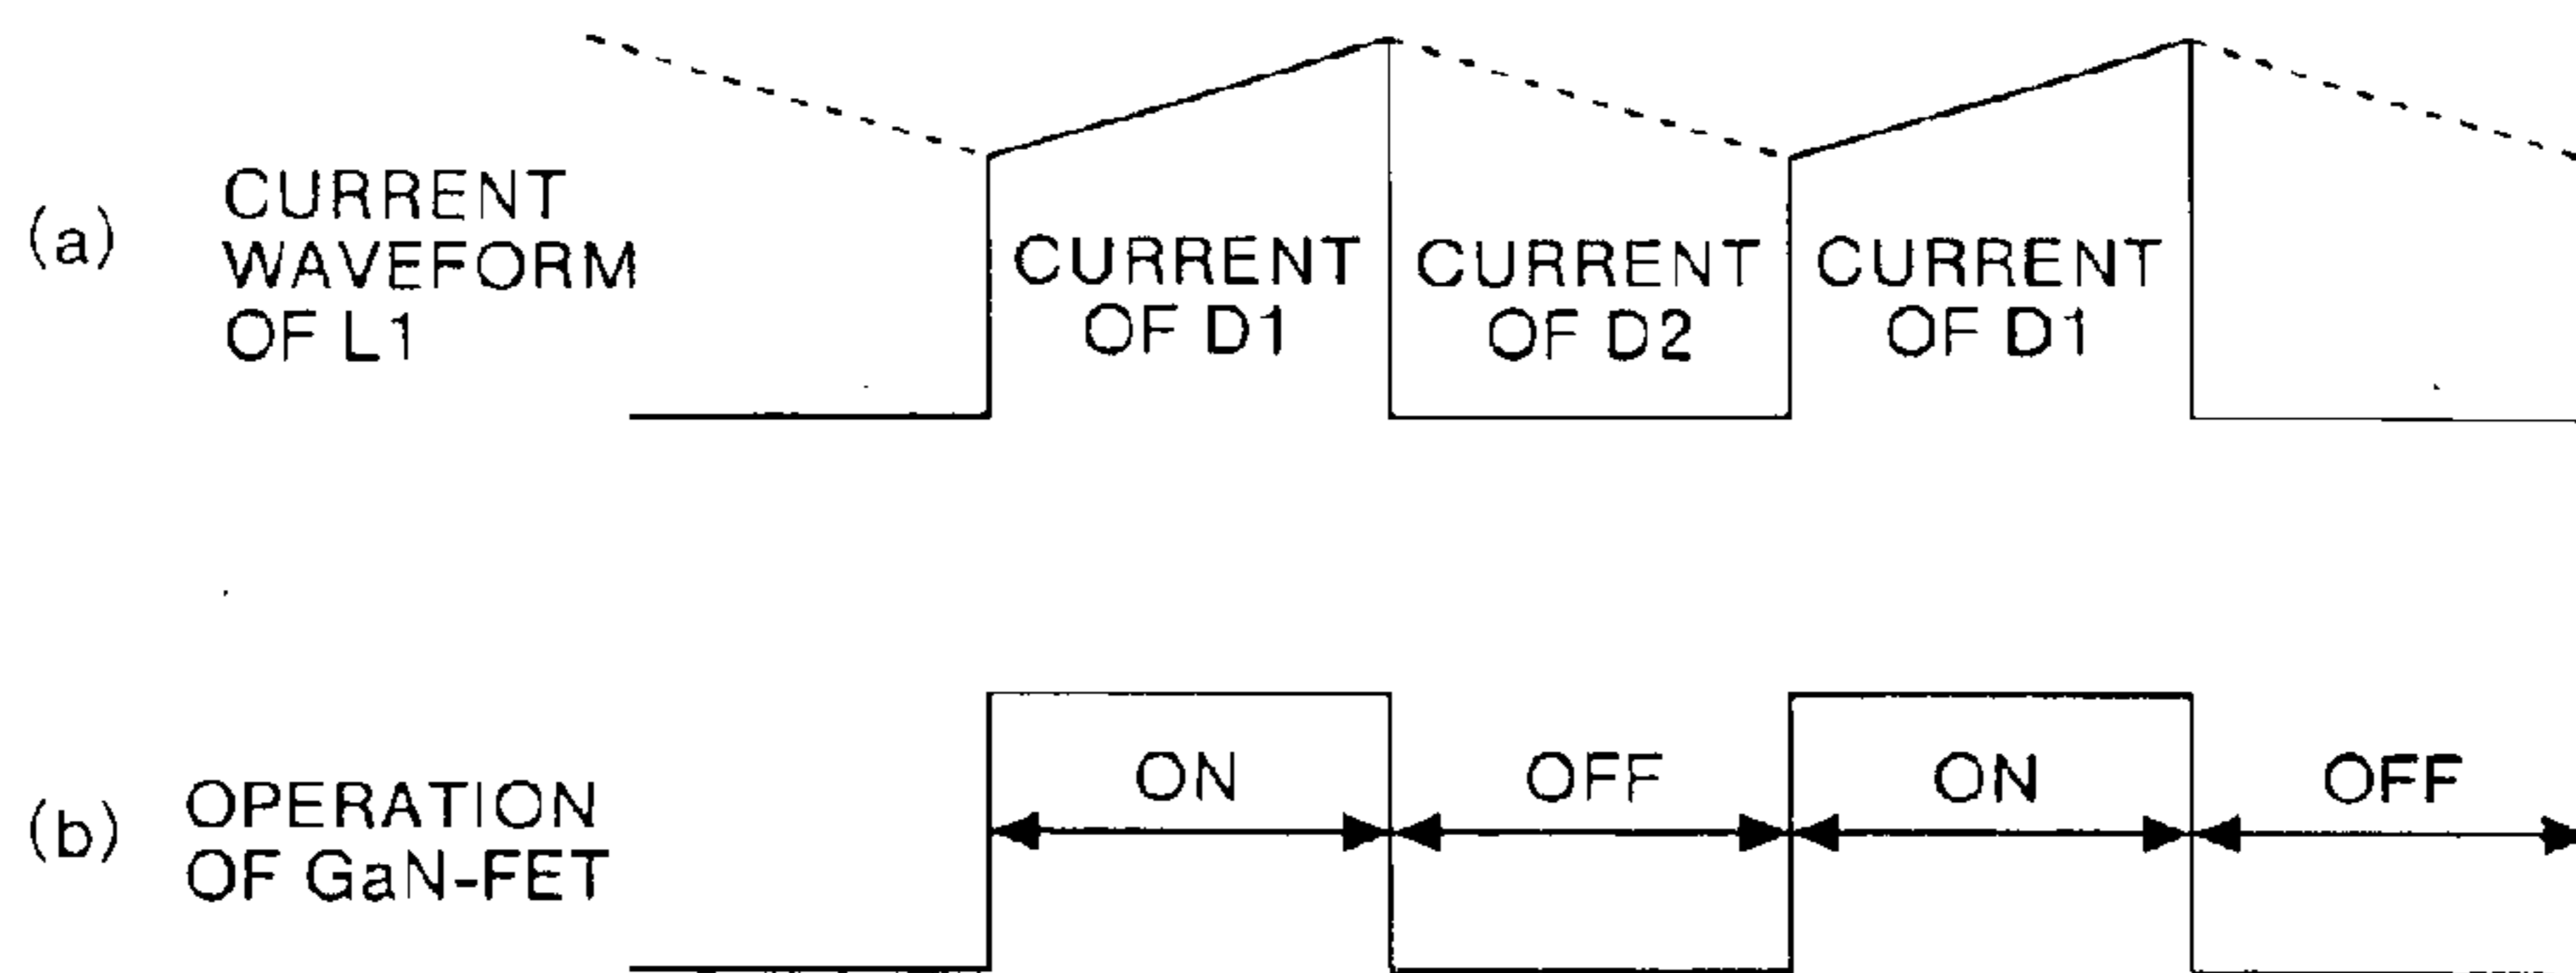 (a)
CURRENT
WAVEFORM
OF L1
CURRENT
OF D1
CURRENT
OF D2
CURRENT
OF D1
(b)
OPERATION
OF GaN-FET
ON
OFF
ON
OFF